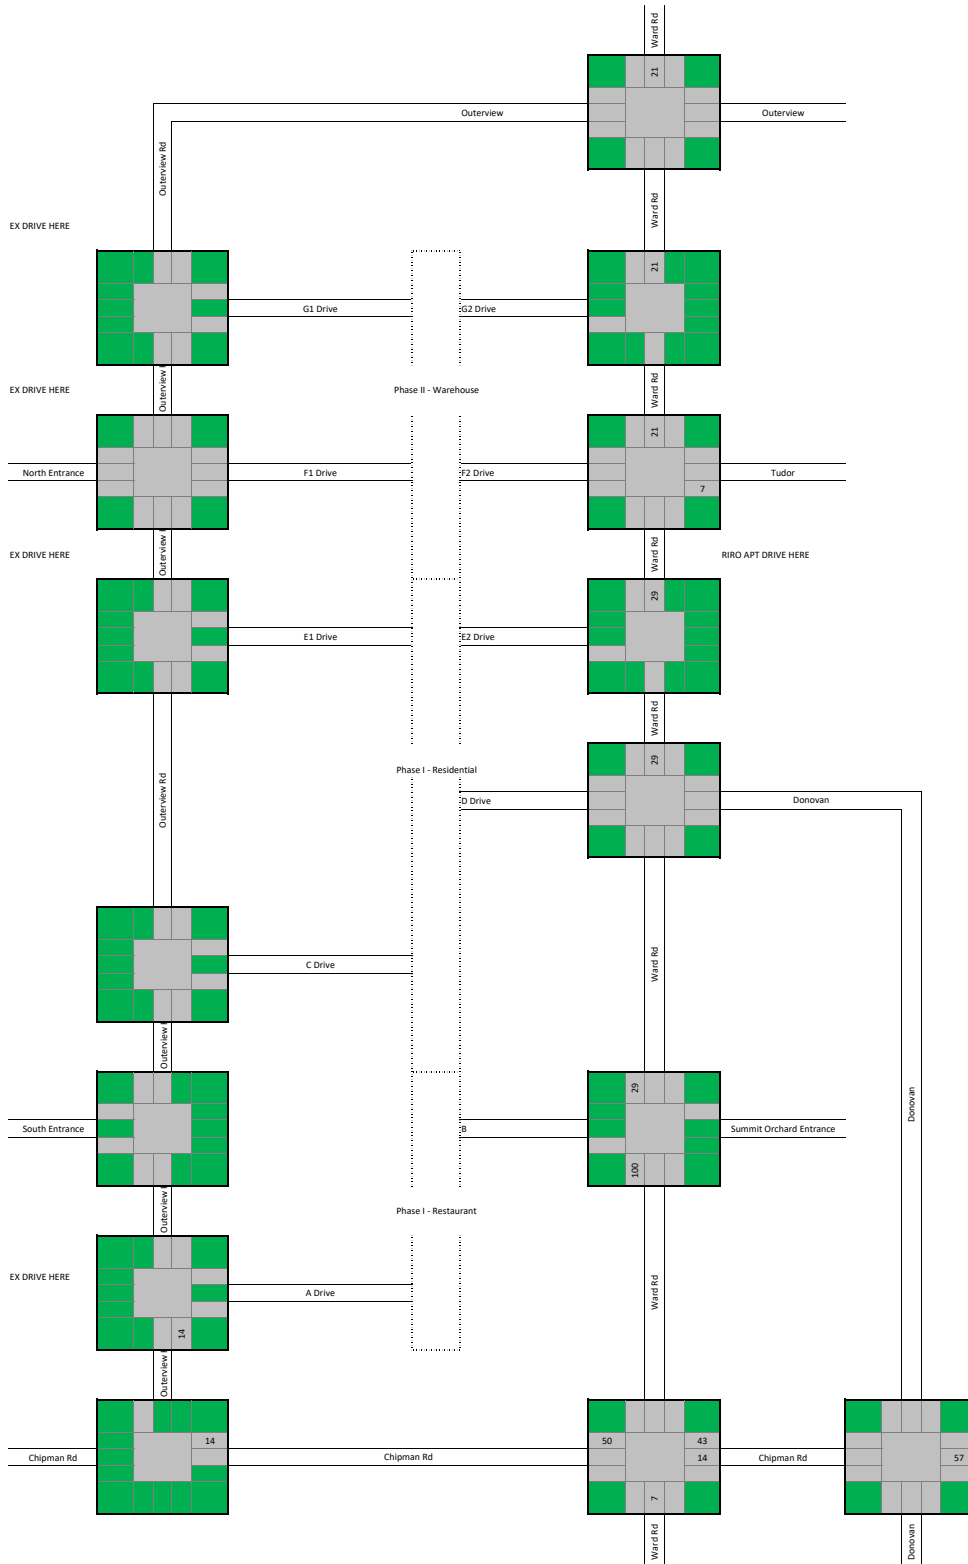 Ward Rd
21
Outerview
Outerview
Outerview Rd
Ward Rd
EX DRIVE HERE
21
G1 Drive
G2 Drive
Outerview
Ward Rd
EX DRIVE HERE
Phase II - Warehouse
21
North Entrance
F1 Drive
F2 Drive
Tudor
7
Outerview
Ward Rd
EX DRIVE HERE
RIRO APT DRIVE HERE
29
E1 Drive
E2 Drive
Ward Rd
29
Phase I - Residential
Outerview Rd
D Drive
Donovan
C Drive
Ward Rd
Outerview
29
South Entrance
B
Summit Orchard Entrance
Donovan
100
Outerview
Phase I - Restaurant
EX DRIVE HERE
A Drive
Ward Rd
14
Outerview
14
50
43
Chipman Rd
Chipman Rd
14
Chipman Rd
57
7
Ward Rd
Donovan